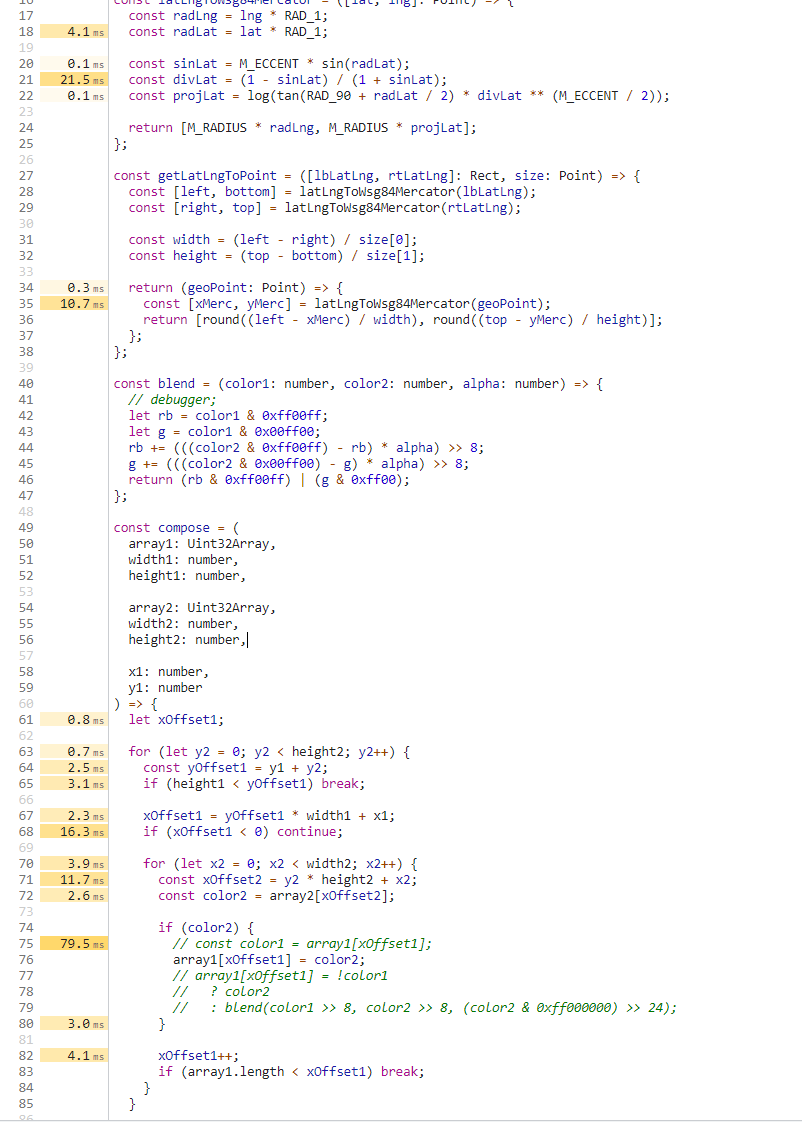 16 const latLngToWsg84Mercator = ([lat, lng]: Point) => {
17 const radLng = lng * RAD_1;
18 4.1 ms const radLat = lat * RAD_1;
19
20 0.1 ms const sinLat = M_ECCENT * sin(radLat);
21 21.5 ms const divLat = (1 - sinLat) / (1 + sinLat);
22 0.1 ms const projLat = log(tan(RAD_90 + radLat / 2) * divLat ** (M_ECCENT / 2));
23
24 return [M_RADIUS * radLng, M_RADIUS * projLat];
25 };
26
27 const getLatLngToPoint = ([lbLatLng, rtLatLng]: Rect, size: Point) => {
28 const [left, bottom] = latLngToWsg84Mercator(lbLatLng);
29 const [right, top] = latLngToWsg84Mercator(rtLatLng);
30
31 const width = (left - right) / size[0];
32 const height = (top - bottom) / size[1];
33
34 0.3 ms return (geoPoint: Point) => {
35 10.7 ms const [xMerc, yMerc] = latLngToWsg84Mercator(geoPoint);
36 return [round((left - xMerc) / width), round((top - yMerc) / height)];
37 };
38 };
39
40 const blend = (color1: number, color2: number, alpha: number) => {
41 // debugger;
42 let rb = color1 & 0xff00ff;
43 let g = color1 & 0x00ff00;
44 rb += (((color2 & 0xff00ff) - rb) * alpha) >> 8;
45 g += (((color2 & 0x00ff00) - g) * alpha) >> 8;
46 return (rb & 0xff00ff) | (g & 0xff00);
47 };
48
49 const compose = (
50 array1: Uint32Array,
51 width1: number,
52 height1: number,
53
54 array2: Uint32Array,
55 width2: number,
56 height2: number,
57
58 x1: number,
59 y1: number
60 ) => {
61 0.8 ms let xOffset1;
62
63 0.7 ms for (let y2 = 0; y2 < height2; y2++) {
64 2.5 ms const yOffset1 = y1 + y2;
65 3.1 ms if (height1 < yOffset1) break;
66
67 2.3 ms xOffset1 = yOffset1 * width1 + x1;
68 16.3 ms if (xOffset1 < 0) continue;
69
70 3.9 ms for (let x2 = 0; x2 < width2; x2++) {
71 11.7 ms const xOffset2 = y2 * height2 + x2;
72 2.6 ms const color2 = array2[xOffset2];
73
74 if (color2) {
75 79.5 ms // const color1 = array1[xOffset1];
76 array1[xOffset1] = color2;
77 // array1[xOffset1] = !color1
78 // ? color2
79 // : blend(color1 >> 8, color2 >> 8, (color2 & 0xff000000) >> 24);
80 3.0 ms }
81
82 4.1 ms xOffset1++;
83 if (array1.length < xOffset1) break;
84 }
85 }
86